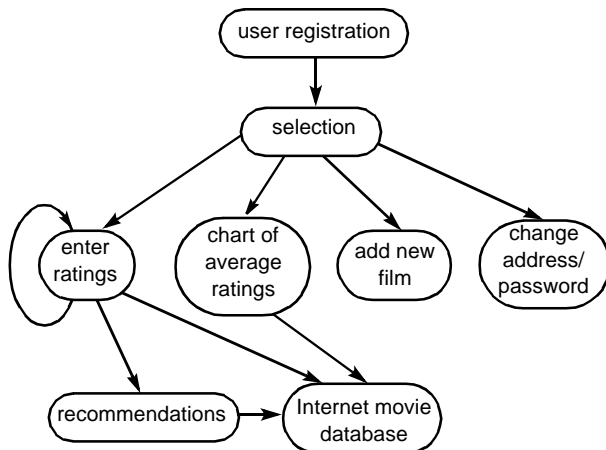 user registration
selection
enter
ratings
chart of
average
ratings
add new
film
change
address/
password
recommendations
Internet movie
database